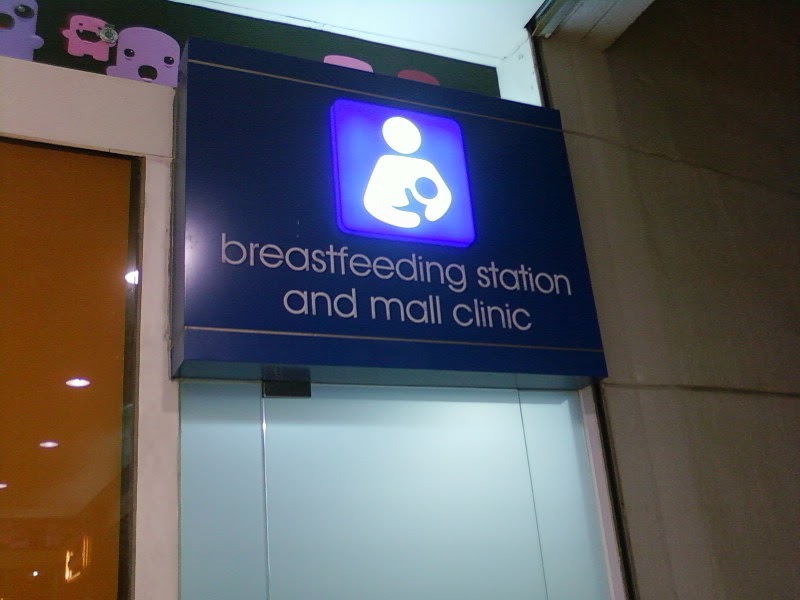 breastfeeding station
and mall clinic